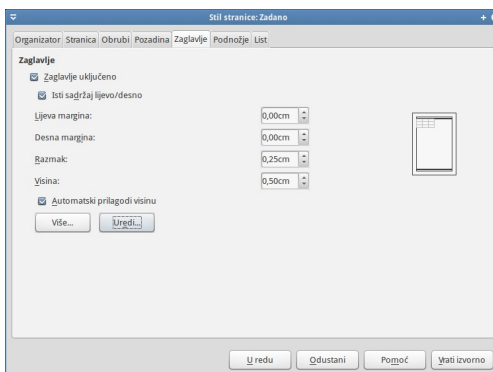 Stil stranice: Zadano
Organizator Stranica Obrubi Pozadina Zaglavlje Podnožje List
Zaglavlje
Zaglavlje uključeno
Isti sadržaj lijevo/desno
Lijeva margina: 0,00cm
Desna margina: 0,00cm
Razmak: 0,25cm
Visina: 0,50cm
Automatski prilagodi visinu
Više... Uredi...
U redu Odustani Pomoć Vrati izvorno